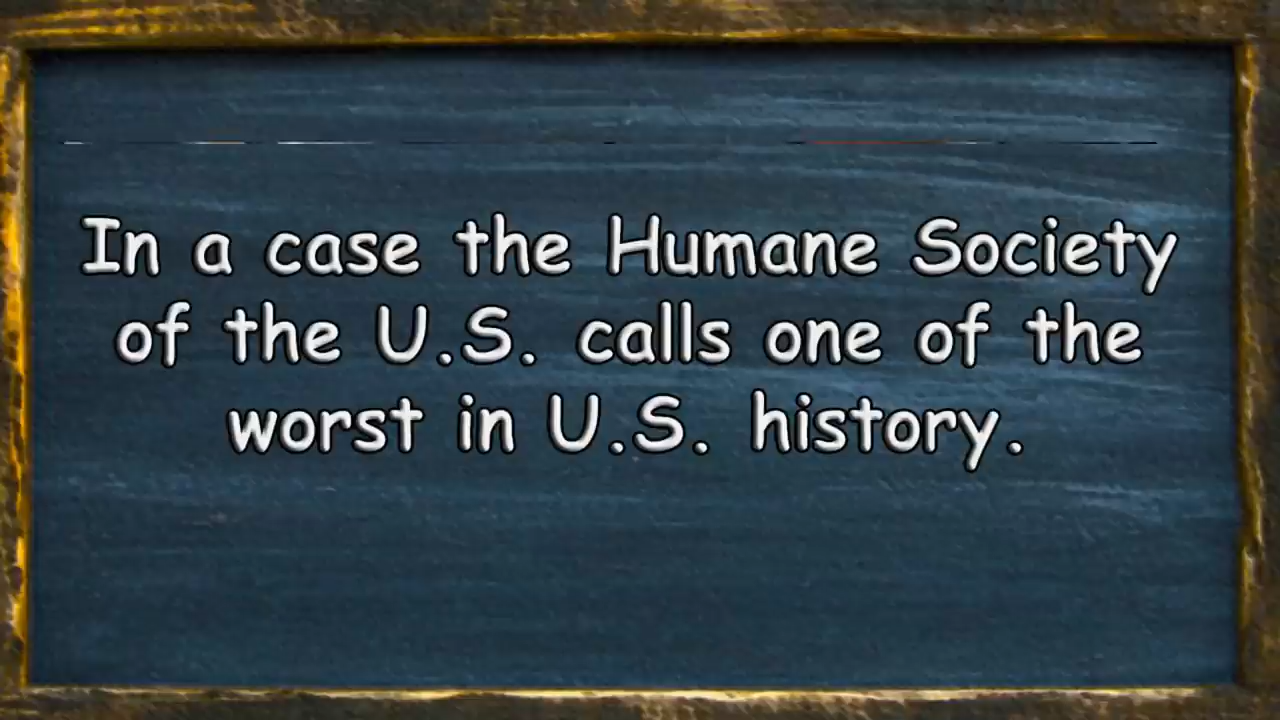 In a case the Humane Society
of the U.S. calls one of the
worst in U.S. history.